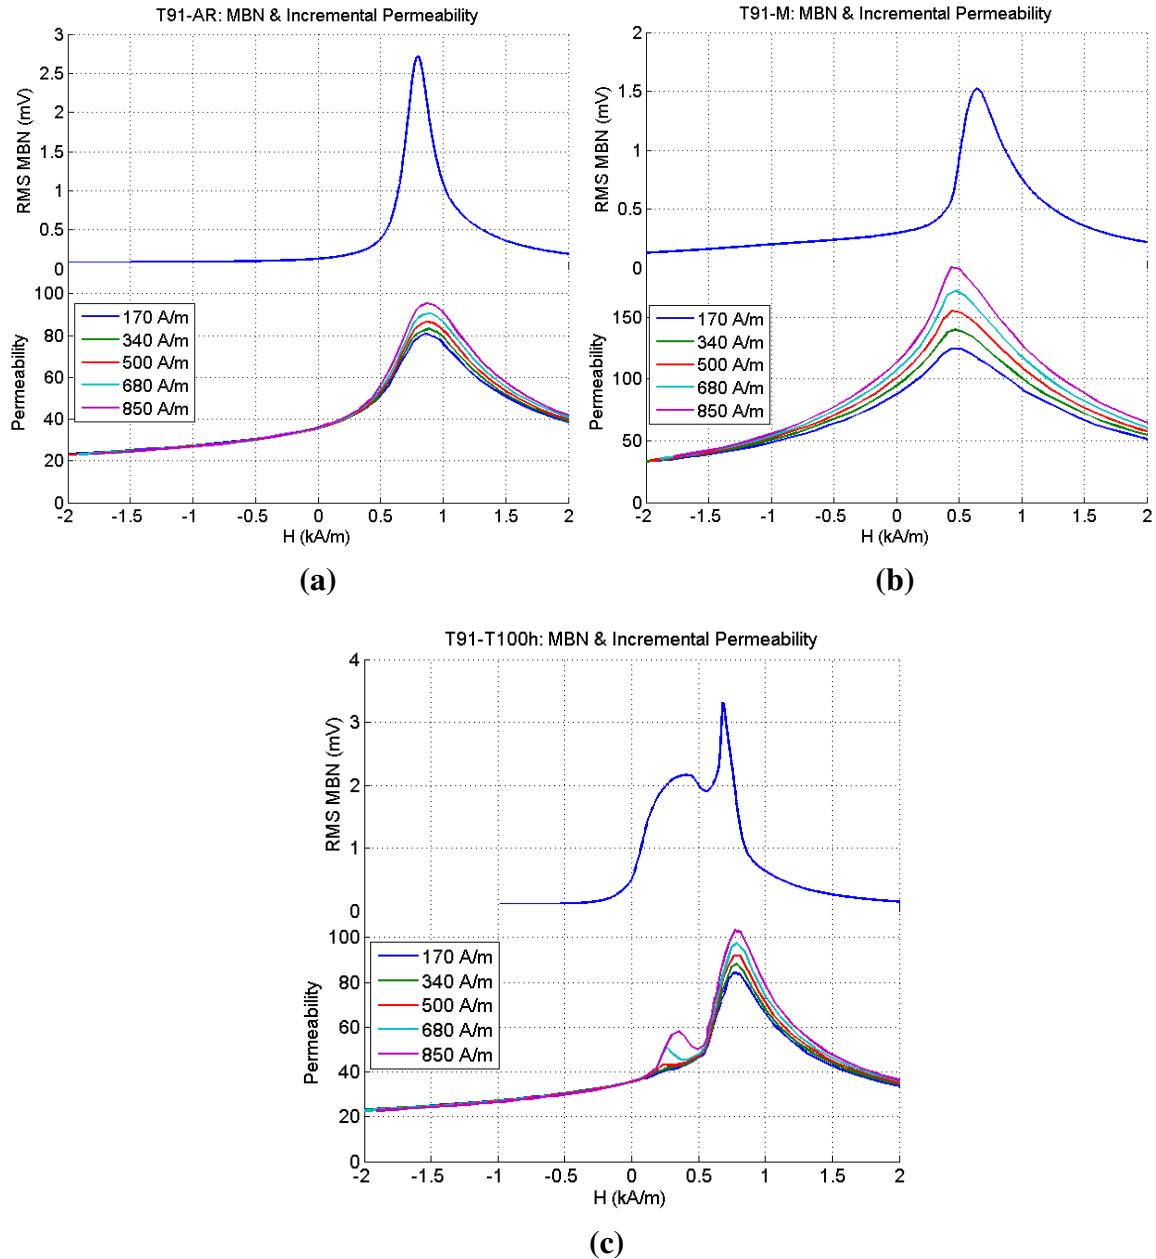 T91-AR: MBN & Incremental Permeability
3
2.5
2
1.5
1
0.5
0
RMS MBN (mV)
100
80
60
40
20
0
Permeability
170 A/m
340 A/m
500 A/m
680 A/m
850 A/m
-2 -1.5 -1 -0.5 0 0.5 1 1.5 2
H (kA/m)
(a)
T91-M: MBN & Incremental Permeability
2
1.5
1
0.5
0
RMS MBN (mV)
150
100
50
0
Permeability
170 A/m
340 A/m
500 A/m
680 A/m
850 A/m
-2 -1.5 -1 -0.5 0 0.5 1 1.5 2
H (kA/m)
(b)
T91-T100h: MBN & Incremental Permeability
4
3
2
1
0
RMS MBN (mV)
100
80
60
40
20
0
Permeability
170 A/m
340 A/m
500 A/m
680 A/m
850 A/m
-2 -1.5 -1 -0.5 0 0.5 1 1.5 2
H (kA/m)
(c)